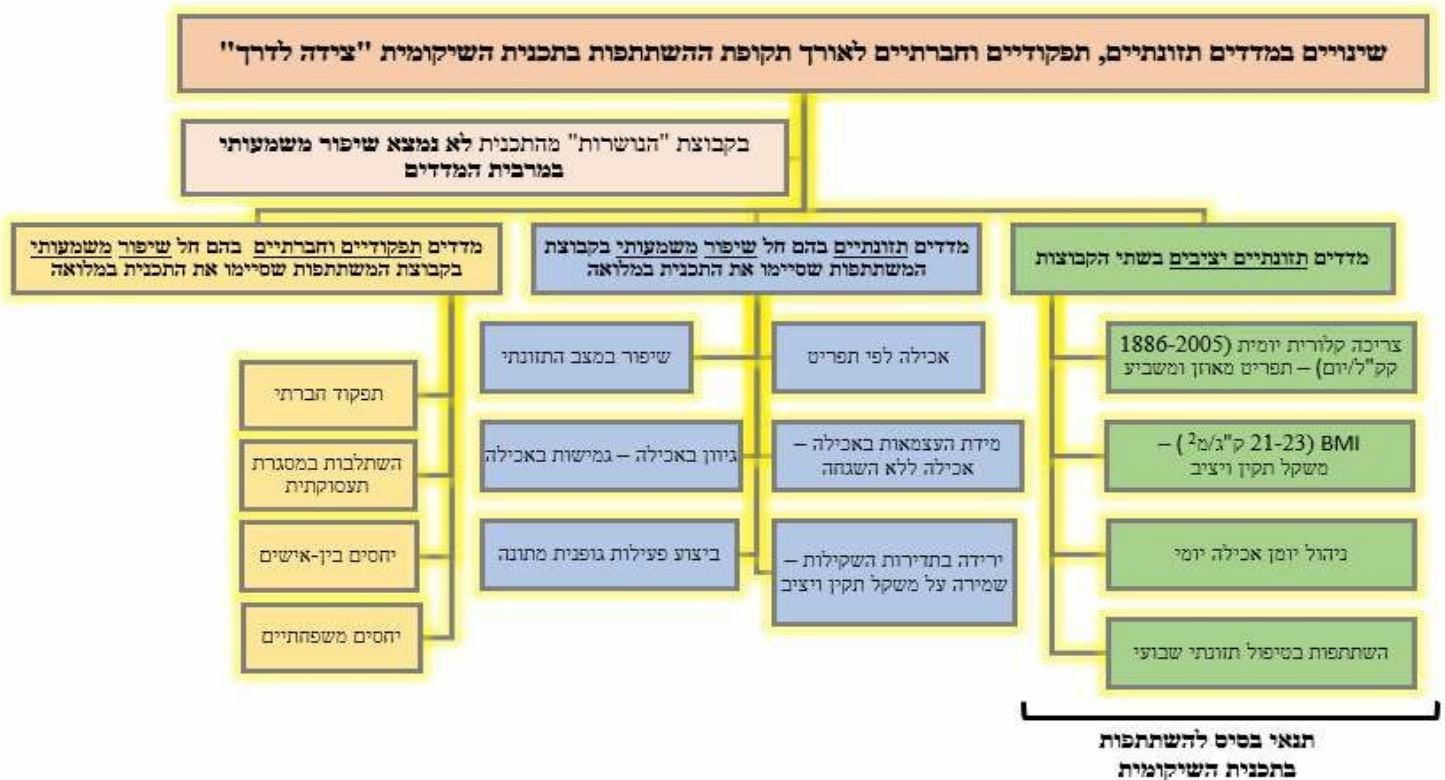 שינויים במדדים תזונתיים, תפקודיים וחברתיים לאורך תקופת ההשתתפות בתכנית השיקומית "צידה לדרך"
בקבוצת "הנושרות" מהתכנית לא נמצא שיפור משמעותי
במרבית המדדים
מדדים תזונתיים יציבים בשתי הקבוצות
צריכה קלורית יומית (1886-2005
קק"ל/יום) – תפריט מאוזן ומשביע
BMI (21-23 ק"ג/מ²) –
משקל תקין ויציב
ניהול יומן אכילה יומי
השתתפות בטיפול תזונתי שבועי
תנאי בסיס להשתתפות
בתכנית השיקומית
מדדים תזונתיים בהם חל שיפור משמעותי בקבוצת
המשתתפות שסיימו את התכנית במלואה
אכילה לפי תפריט
שיפור במצב התזונתי
מידת העצמאות באכילה –
אכילה ללא השגחה
גיוון באכילה – גמישות באכילה
ירידה בתדירות השקילות –
שמירה על משקל תקין ויציב
ביצוע פעילות גופנית מתונה
מדדים תפקודיים וחברתיים בהם חל שיפור משמעותי
בקבוצת המשתתפות שסיימו את התכנית במלואה
תפקוד חברתי
השתלבות במסגרת
תעסוקתית
יחסים בין-אישים
יחסים משפחתיים